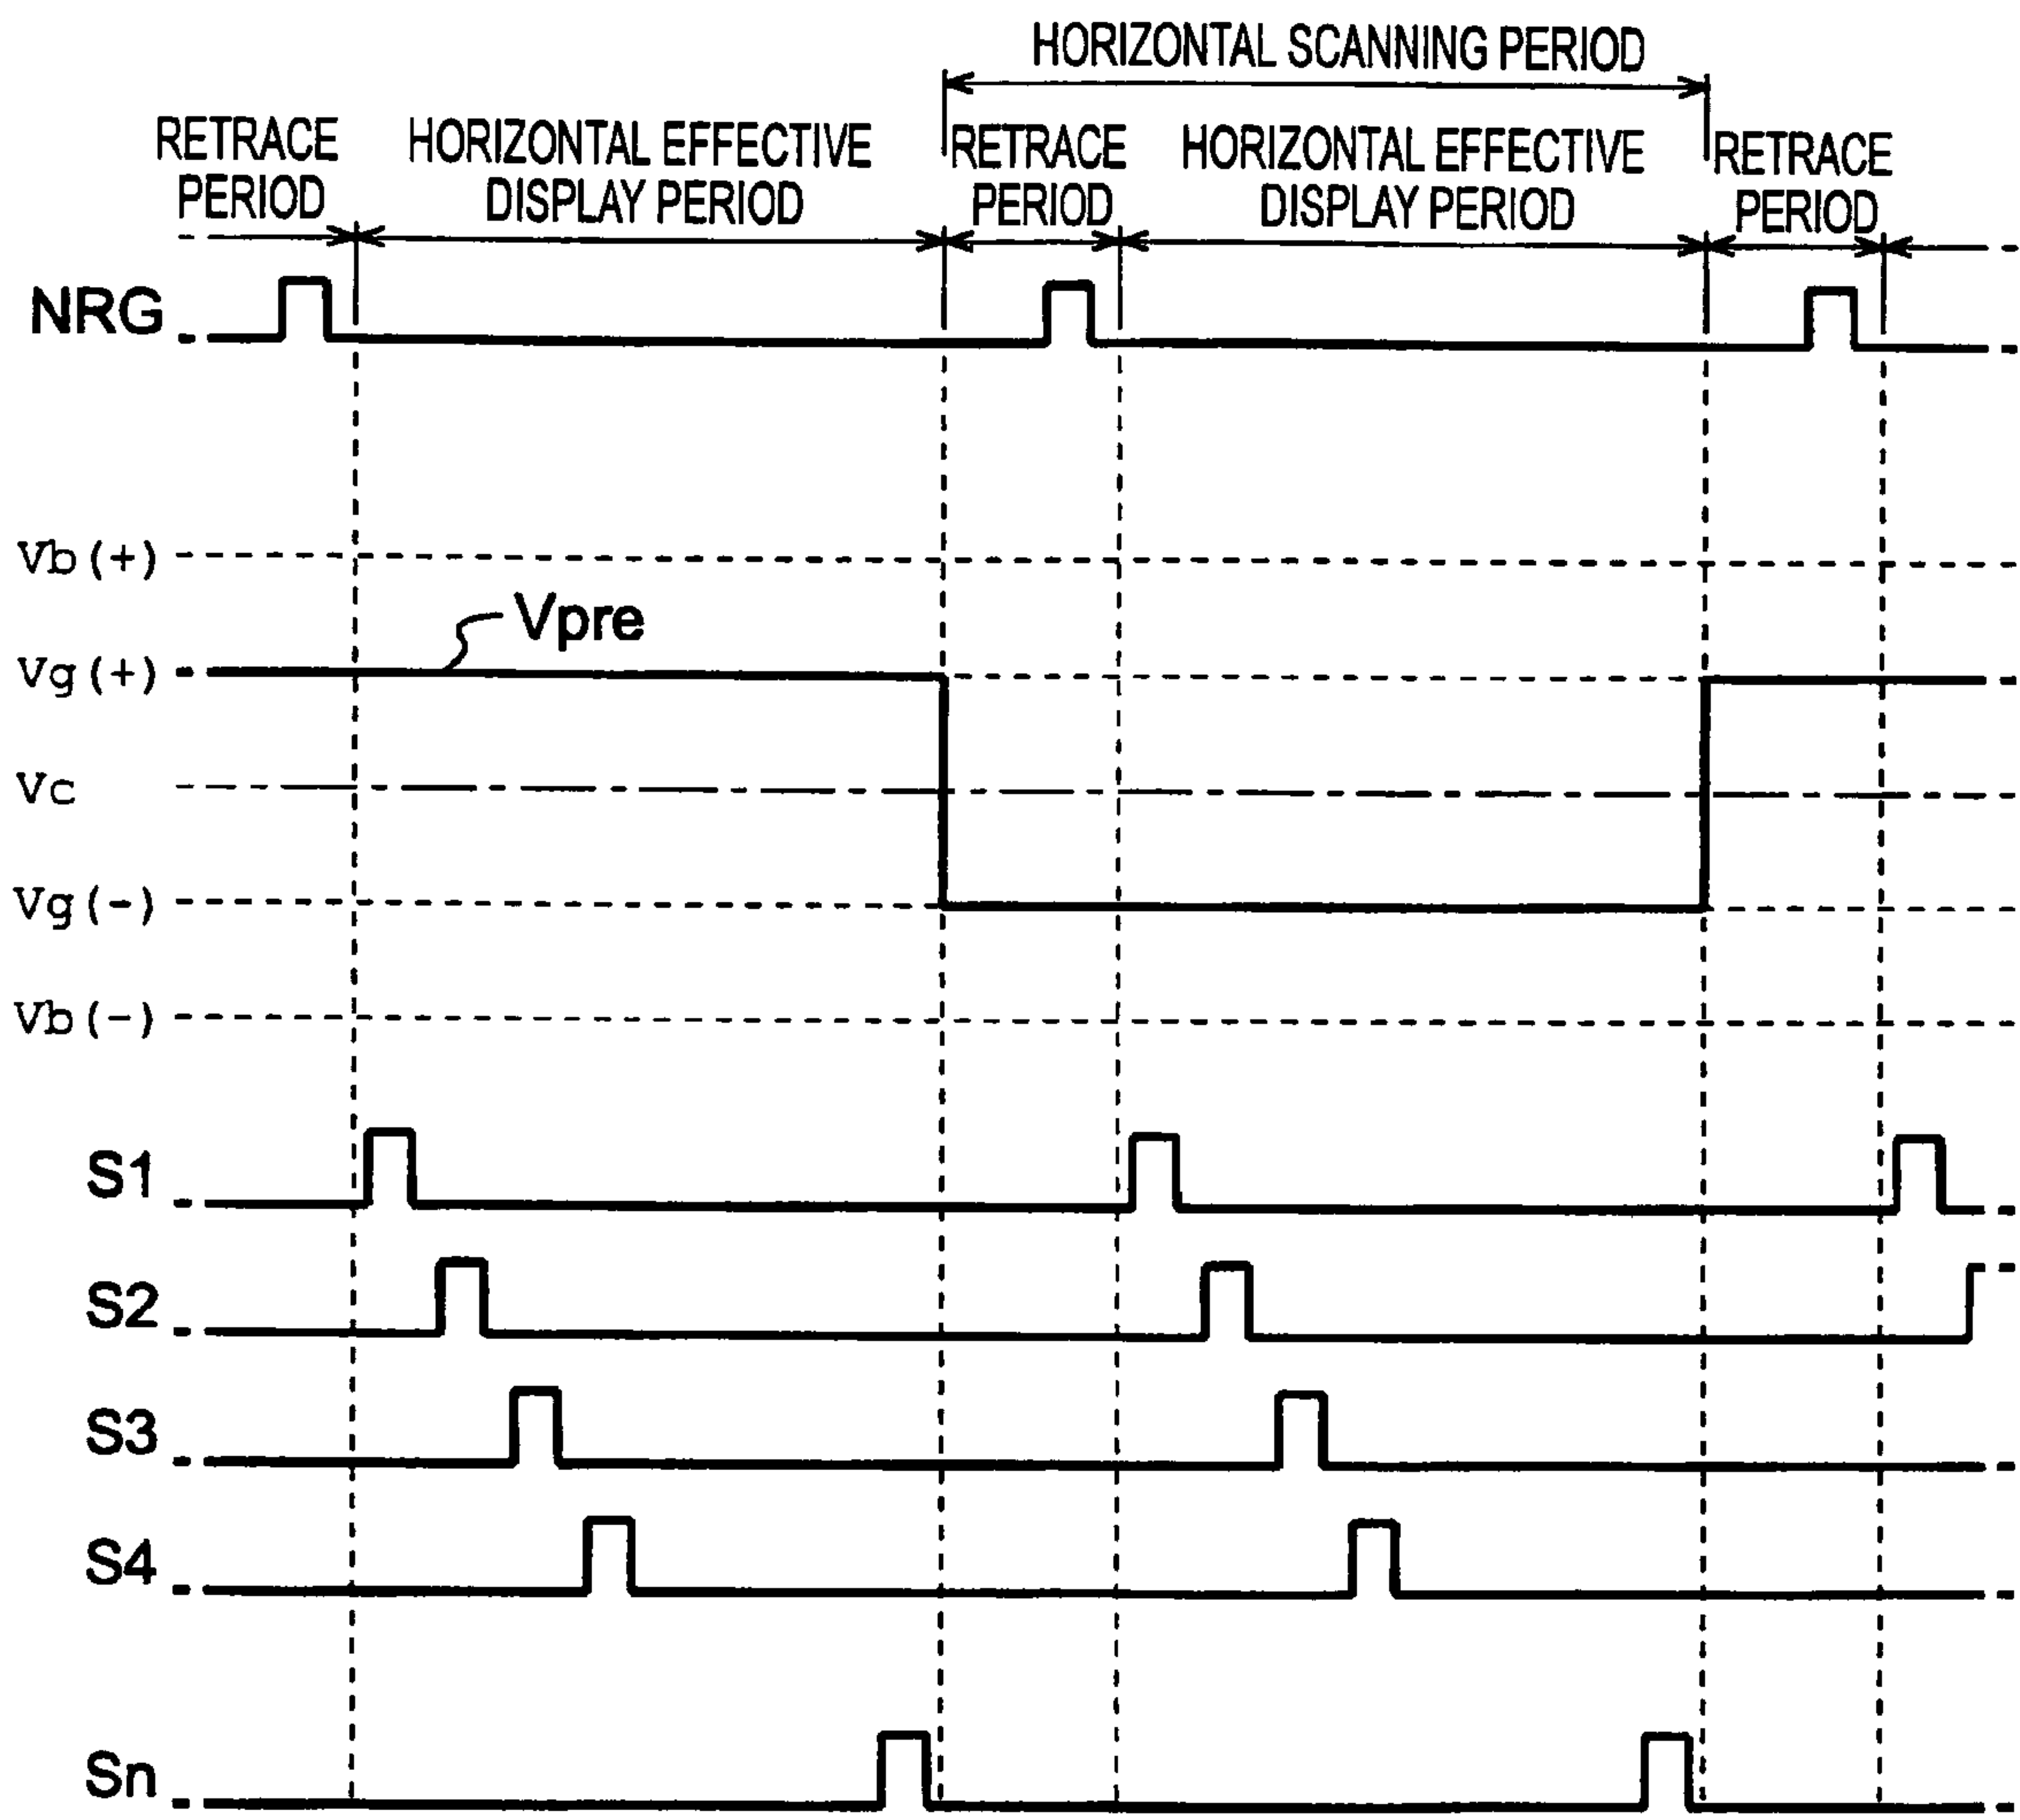 HORIZONTAL SCANNING PERIOD
RETRACE PERIOD
HORIZONTAL EFFECTIVE DISPLAY PERIOD
RETRACE PERIOD
HORIZONTAL EFFECTIVE DISPLAY PERIOD
RETRACE PERIOD
NRG
Vb(+)
Vpre
Vg(+)
Vc
Vg(-)
Vb(-)
S1
S2
S3
S4
Sn